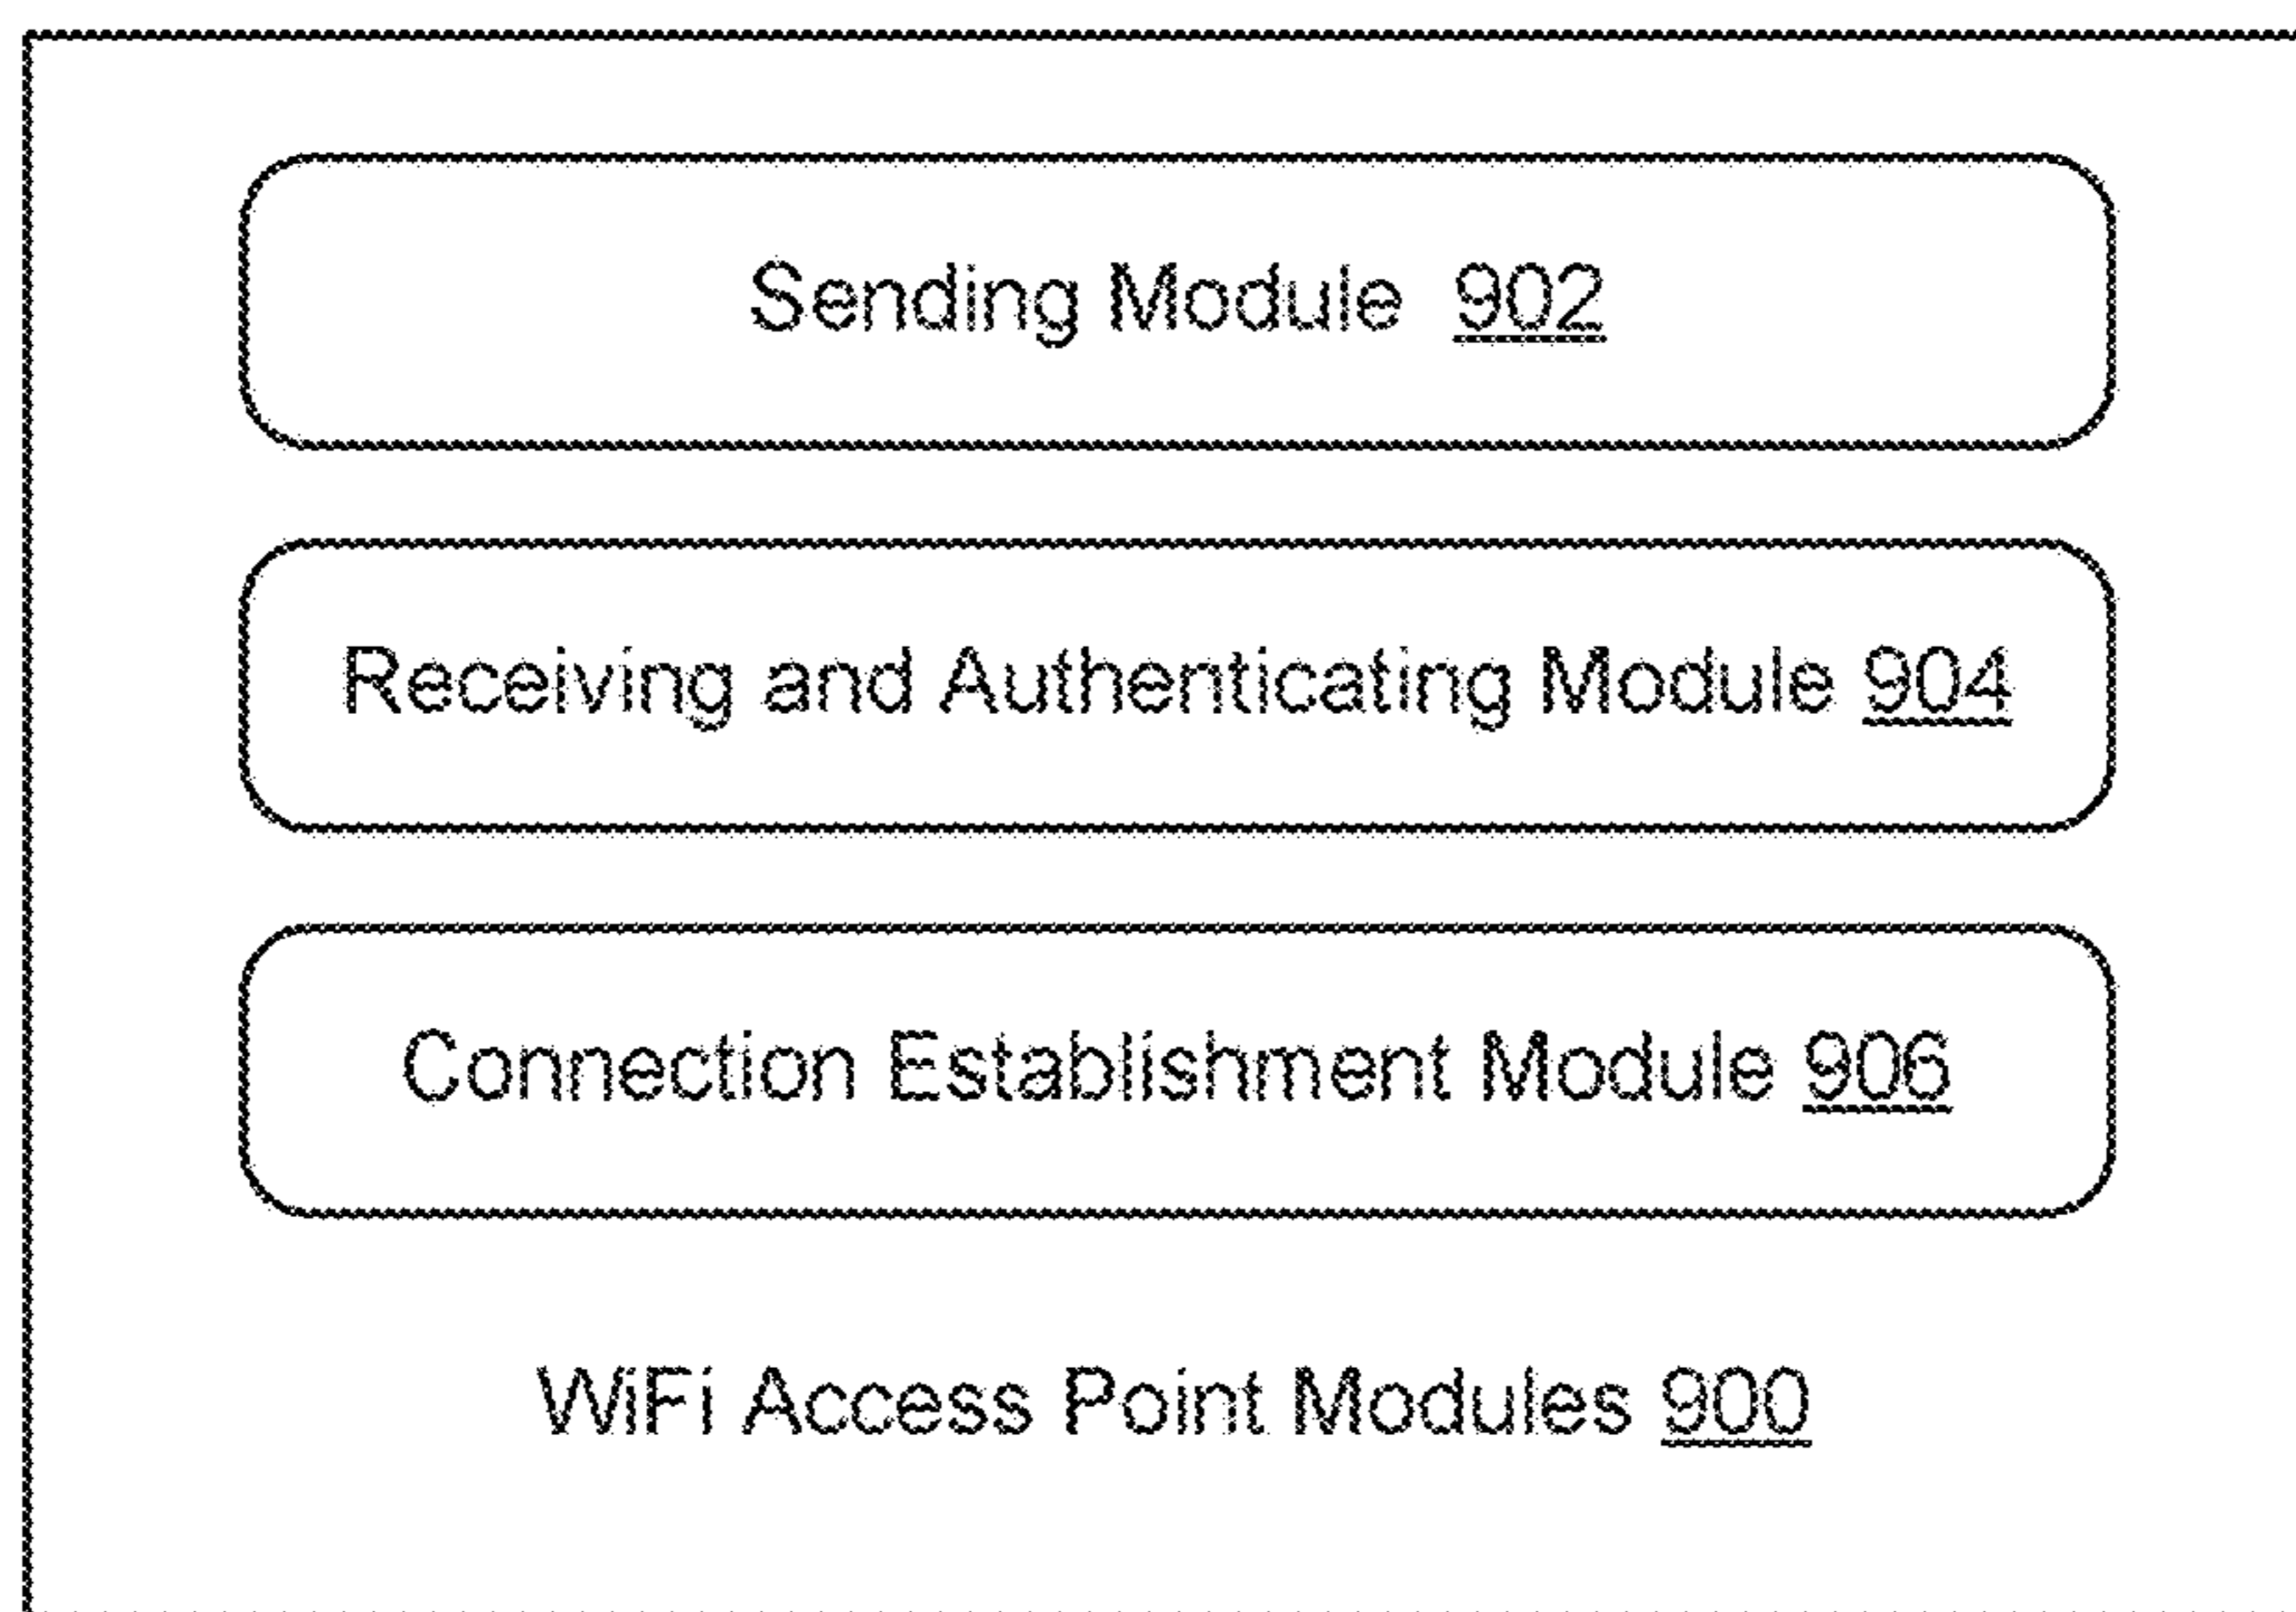 Sending Module 902
Receiving and Authenticating Module 904
Connection Establishment Module 906
WiFi Access Point Modules 900